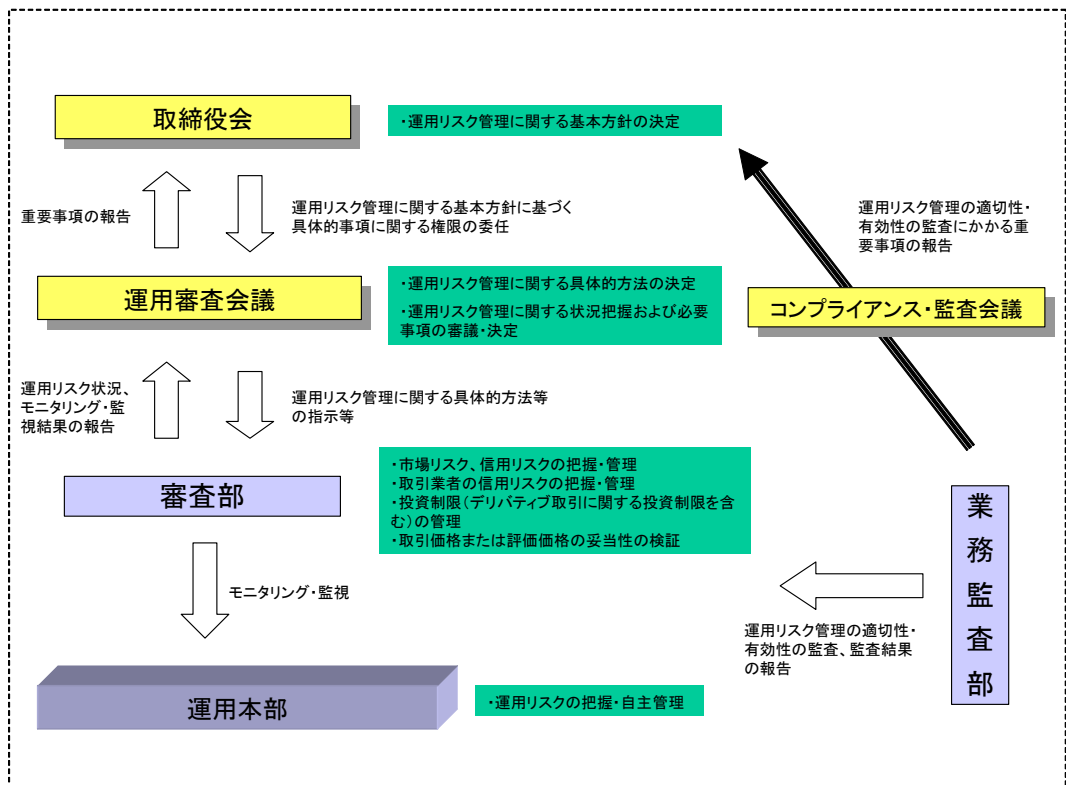 取締役会
・運用リスク管理に関する基本方針の決定
重要事項の報告
運用リスク管理に関する基本方針に基づく
具体的事項に関する権限の委任
運用リスク管理の適切性・
有効性の監査にかかる重
要事項の報告
運用審査会議
・運用リスク管理に関する具体的方法の決定
・運用リスク管理に関する状況把握および必要
事項の審議・決定
コンプライアンス・監査会議
運用リスク状況、
モニタリング・監
視結果の報告
運用リスク管理に関する具体的方法等
の指示等
審査部
・市場リスク、信用リスクの把握・管理
・取引業者の信用リスクの把握・管理
・投資制限（デリバティブ取引に関する投資制限を含
む）の管理
・取引価格または評価価格の妥当性の検証
業務監査部
モニタリング・監視
運用リスク管理の適切性・
有効性の監査、監査結果
の報告
運用本部
・運用リスクの把握・自主管理